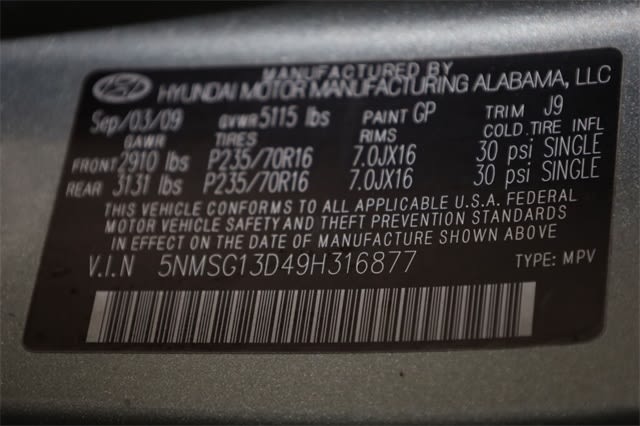 MANUFACTURED BY
HYUNDAI MOTOR MANUFACTURING ALABAMA, LLC
Sep/03/09 GVWR 5115 lbs PAINT GP TRIM J9
GAWR TIRES RIMS COLD TIRE INFL
FRONT 2910 lbs P235/70R16 7.0JX16 30 psi SINGLE
REAR 3131 lbs P235/70R16 7.0JX16 30 psi SINGLE
THIS VEHICLE CONFORMS TO ALL APPLICABLE U.S.A. FEDERAL
MOTOR VEHICLE SAFETY AND THEFT PREVENTION STANDARDS
IN EFFECT ON THE DATE OF MANUFACTURE SHOWN ABOVE
V.I.N 5NMSG13D49H316877 TYPE: MPV